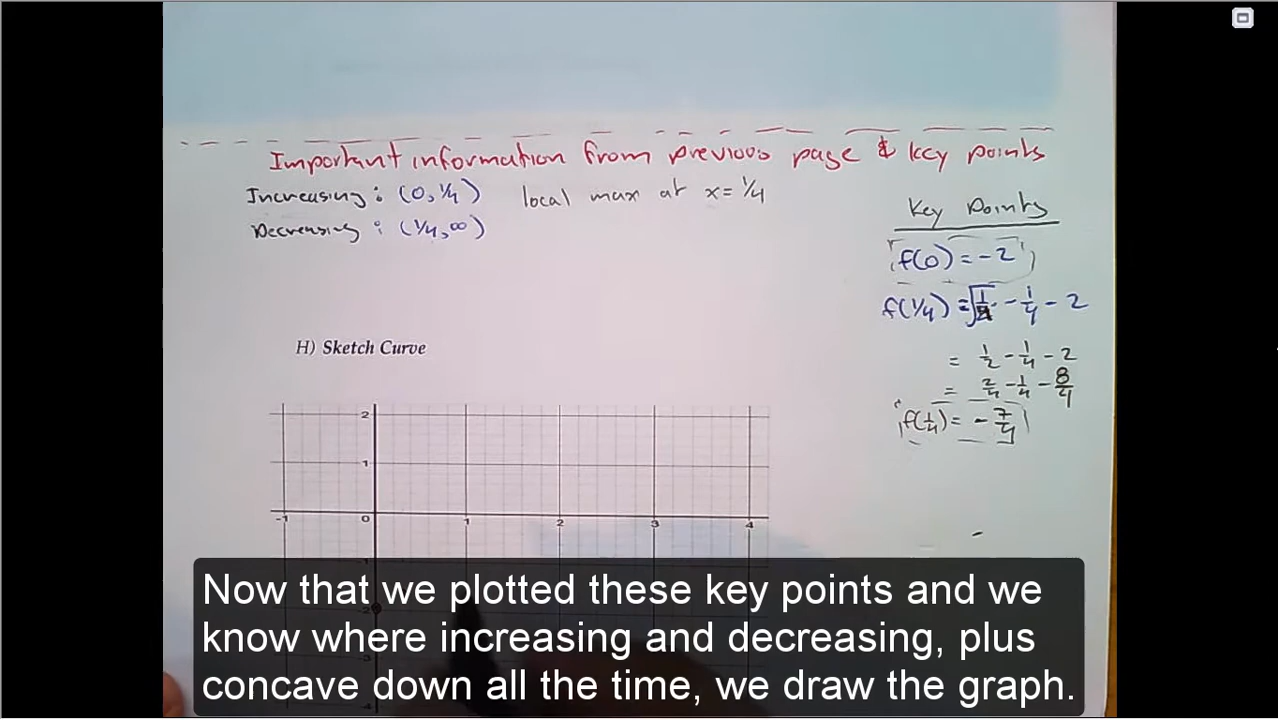 Important information from previous page & key points
Increasing : (0, 1/4) local max at x = 1/4
Decreasing : (1/4, ∞)
Key Points
f(0) = -2
f(1/4) = √1/4 - 1/4 - 2
= 1/2 - 1/4 - 2
= 2/4 - 1/4 - 8/4
f(1/4) = - 7/4
H) Sketch Curve
2
1
-1 0 1 2 3 4
Now that we plotted these key points and we
know where increasing and decreasing, plus
concave down all the time, we draw the graph.